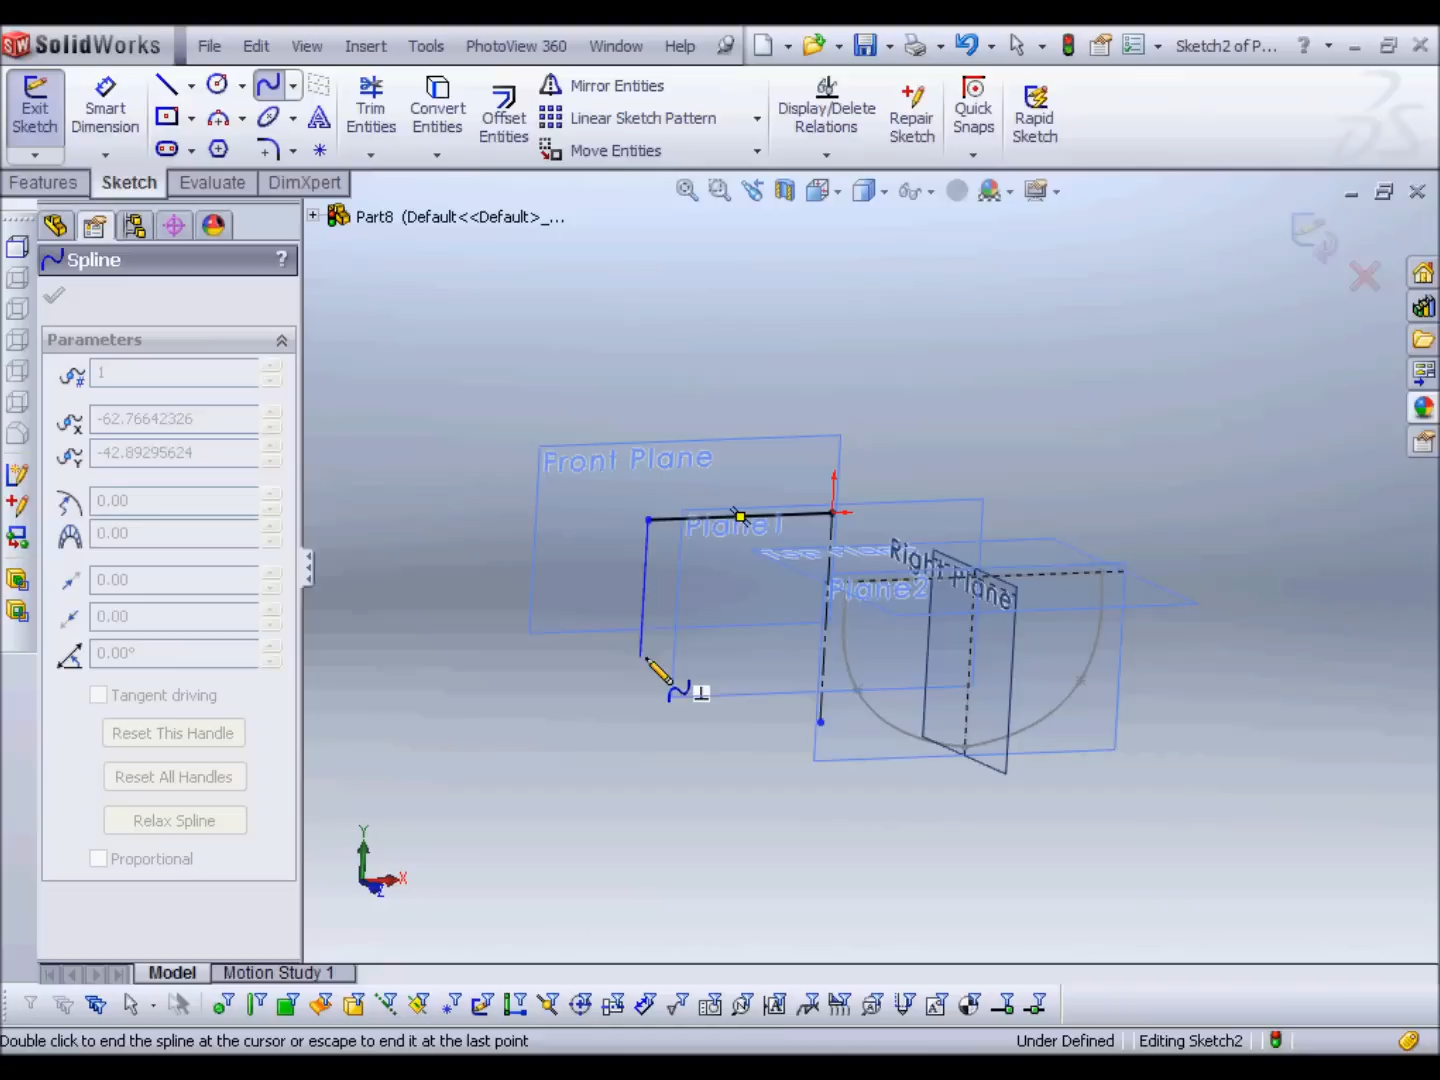 SolidWorks File Edit View Insert Tools PhotoView 360 Window Help Sketch2 of P... ?
Exit Sketch
Smart Dimension
Trim Entities
Convert Entities
Offset Entities
Mirror Entities
Linear Sketch Pattern
Move Entities
Display/Delete Relations
Repair Sketch
Quick Snaps
Rapid Sketch
Features Sketch Evaluate DimXpert
Part8 (Default<<Default>_...
Spline ?
Parameters
1
-62.76642326
-42.89295624
0.00
0.00
0.00
0.00
0.00°
Tangent driving
Reset This Handle
Reset All Handles
Relax Spline
Proportional
Front Plane
Plane1
Right Plane
Plane2
Y
X
Z
Model Motion Study 1
Double click to end the spline at the cursor or escape to end it at the last point Under Defined Editing Sketch2